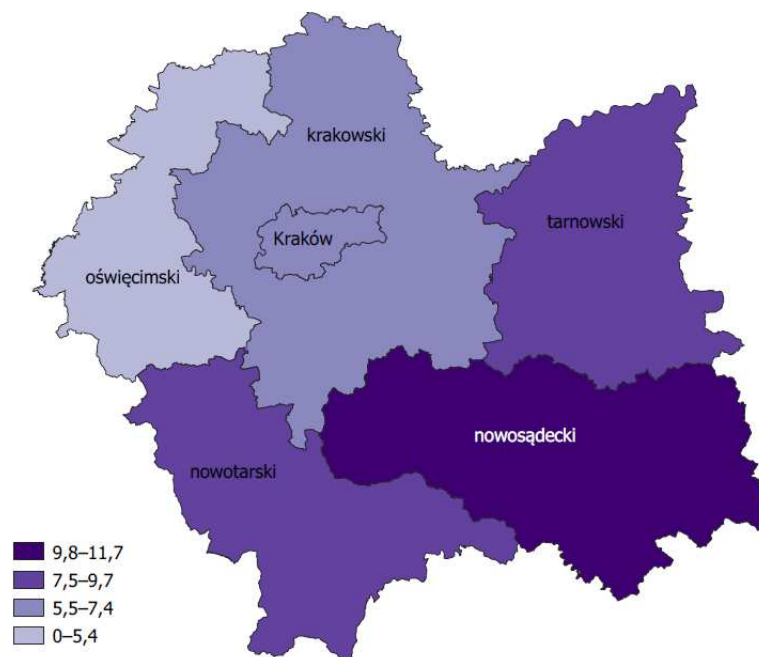 krakowski
tarnowski
Kraków
oświęcimski
nowosądecki
nowotarski
9,8–11,7
7,5–9,7
5,5–7,4
0–5,4